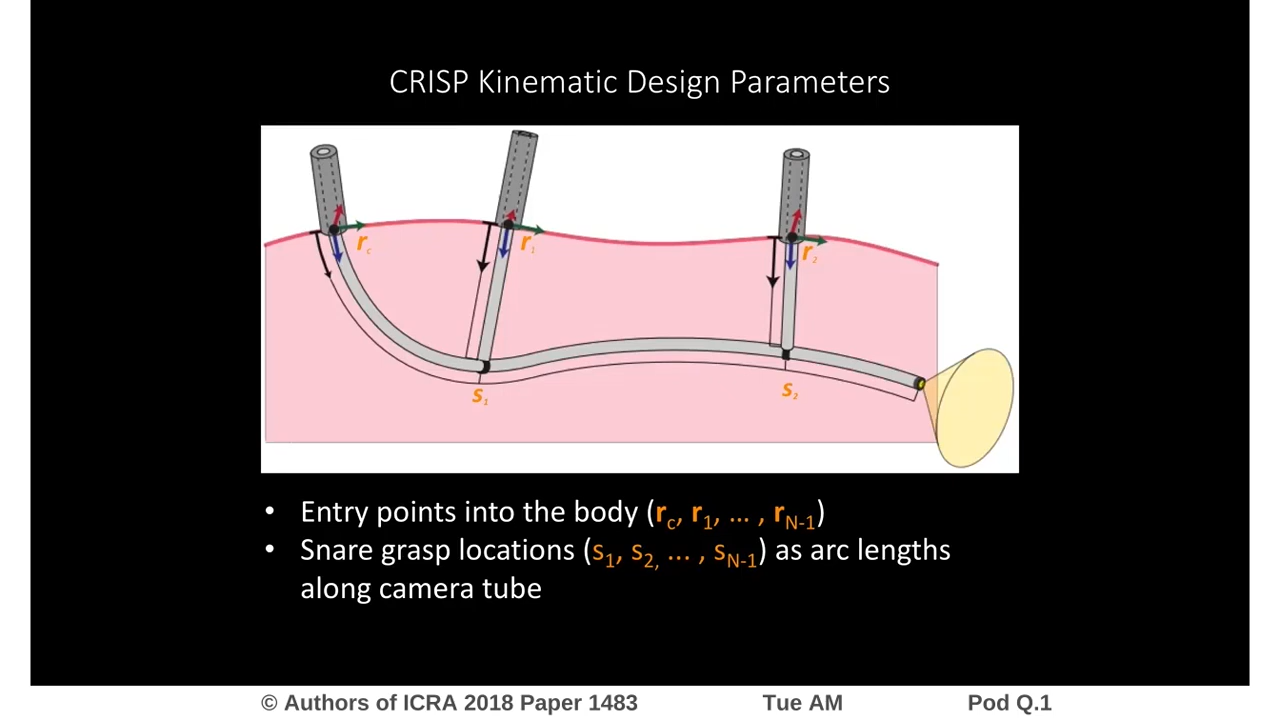 CRISP Kinematic Design Parameters
r_c r_1 r_2
s_1 s_2
• Entry points into the body (r_c, r_1, ... , r_N-1)
• Snare grasp locations (s_1, s_2, ... , s_N-1) as arc lengths
along camera tube
© Authors of ICRA 2018 Paper 1483 Tue AM Pod Q.1